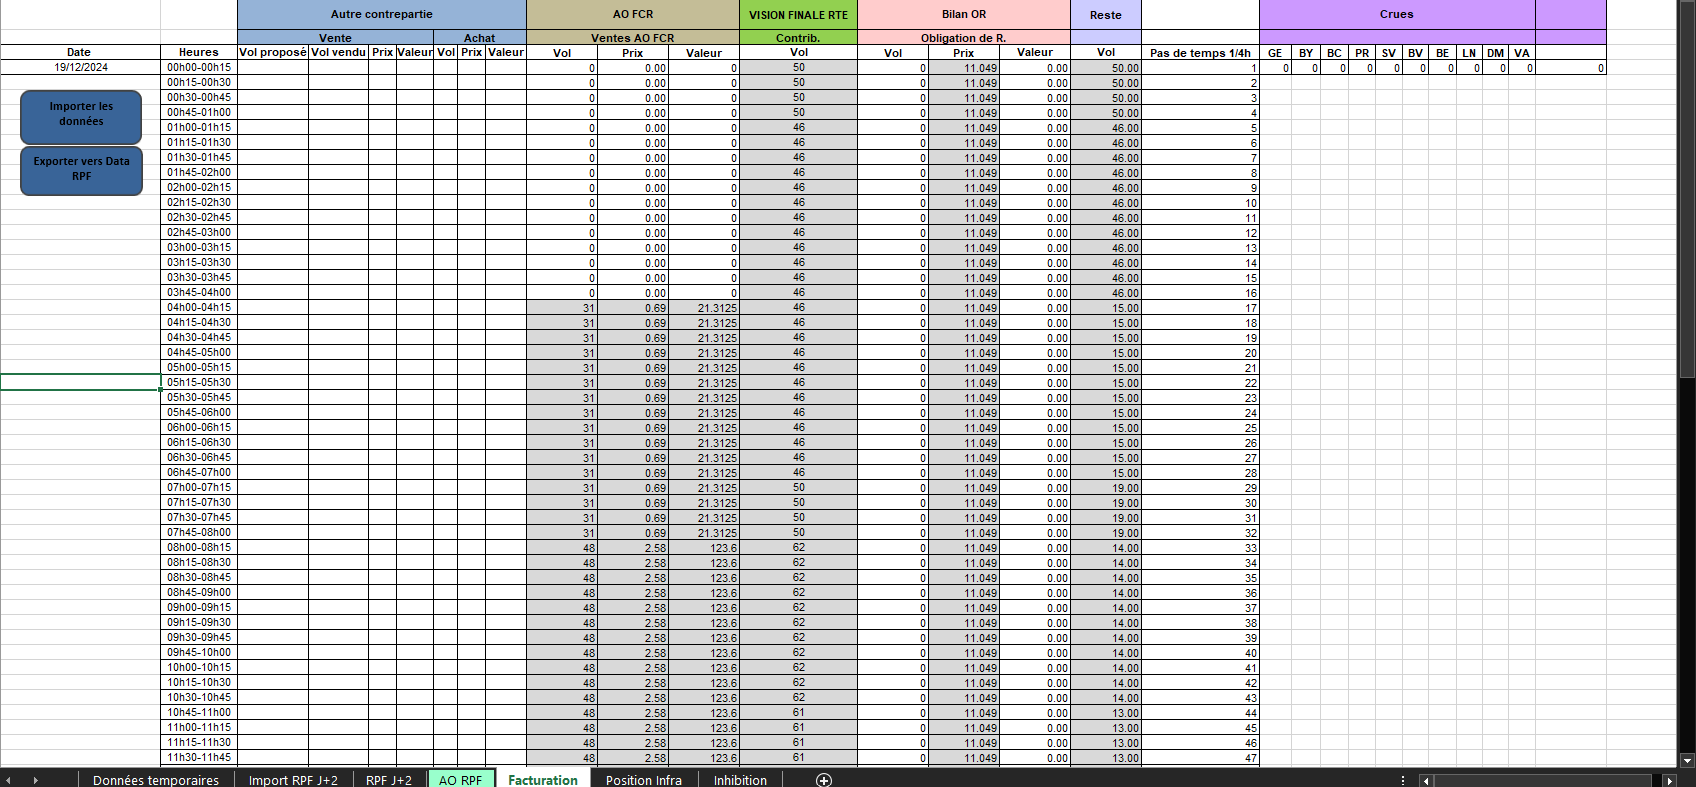 Autre contrepartie AO FCR VISION FINALE RTE Bilan OR Reste Crues
Vente Achat Ventes AO FCR Contrib. Obligation de R.
Date Heures Vol proposé Vol vendu Prix Valeur Vol Prix Valeur Vol Prix Valeur Vol Vol Prix Valeur Vol Pas de temps 1/4h GE BY BC PR SV BV BE LN DM VA
19/12/2024 00h00-00h15 0 0.00 0 50 0 11.049 0.00 50.00 1 0 0 0 0 0 0 0 0 0 0 0
00h15-00h30 0 0.00 0 50 0 11.049 0.00 50.00 2
00h30-00h45 0 0.00 0 50 0 11.049 0.00 50.00 3
00h45-01h00 0 0.00 0 50 0 11.049 0.00 50.00 4
01h00-01h15 0 0.00 0 46 0 11.049 0.00 46.00 5
01h15-01h30 0 0.00 0 46 0 11.049 0.00 46.00 6
01h30-01h45 0 0.00 0 46 0 11.049 0.00 46.00 7
01h45-02h00 0 0.00 0 46 0 11.049 0.00 46.00 8
02h00-02h15 0 0.00 0 46 0 11.049 0.00 46.00 9
02h15-02h30 0 0.00 0 46 0 11.049 0.00 46.00 10
02h30-02h45 0 0.00 0 46 0 11.049 0.00 46.00 11
02h45-03h00 0 0.00 0 46 0 11.049 0.00 46.00 12
03h00-03h15 0 0.00 0 46 0 11.049 0.00 46.00 13
03h15-03h30 0 0.00 0 46 0 11.049 0.00 46.00 14
03h30-03h45 0 0.00 0 46 0 11.049 0.00 46.00 15
03h45-04h00 0 0.00 0 46 0 11.049 0.00 46.00 16
04h00-04h15 31 0.69 21.3125 46 0 11.049 0.00 15.00 17
04h15-04h30 31 0.69 21.3125 46 0 11.049 0.00 15.00 18
04h30-04h45 31 0.69 21.3125 46 0 11.049 0.00 15.00 19
04h45-05h00 31 0.69 21.3125 46 0 11.049 0.00 15.00 20
05h00-05h15 31 0.69 21.3125 46 0 11.049 0.00 15.00 21
05h15-05h30 31 0.69 21.3125 46 0 11.049 0.00 15.00 22
05h30-05h45 31 0.69 21.3125 46 0 11.049 0.00 15.00 23
05h45-06h00 31 0.69 21.3125 46 0 11.049 0.00 15.00 24
06h00-06h15 31 0.69 21.3125 46 0 11.049 0.00 15.00 25
06h15-06h30 31 0.69 21.3125 46 0 11.049 0.00 15.00 26
06h30-06h45 31 0.69 21.3125 46 0 11.049 0.00 15.00 27
06h45-07h00 31 0.69 21.3125 46 0 11.049 0.00 15.00 28
07h00-07h15 31 0.69 21.3125 50 0 11.049 0.00 19.00 29
07h15-07h30 31 0.69 21.3125 50 0 11.049 0.00 19.00 30
07h30-07h45 31 0.69 21.3125 50 0 11.049 0.00 19.00 31
07h45-08h00 31 0.69 21.3125 50 0 11.049 0.00 19.00 32
08h00-08h15 48 2.58 123.6 62 0 11.049 0.00 14.00 33
08h15-08h30 48 2.58 123.6 62 0 11.049 0.00 14.00 34
08h30-08h45 48 2.58 123.6 62 0 11.049 0.00 14.00 35
08h45-09h00 48 2.58 123.6 62 0 11.049 0.00 14.00 36
09h00-09h15 48 2.58 123.6 62 0 11.049 0.00 14.00 37
09h15-09h30 48 2.58 123.6 62 0 11.049 0.00 14.00 38
09h30-09h45 48 2.58 123.6 62 0 11.049 0.00 14.00 39
09h45-10h00 48 2.58 123.6 62 0 11.049 0.00 14.00 40
10h00-10h15 48 2.58 123.6 62 0 11.049 0.00 14.00 41
10h15-10h30 48 2.58 123.6 62 0 11.049 0.00 14.00 42
10h30-10h45 48 2.58 123.6 62 0 11.049 0.00 14.00 43
10h45-11h00 48 2.58 123.6 61 0 11.049 0.00 13.00 44
11h00-11h15 48 2.58 123.6 61 0 11.049 0.00 13.00 45
11h15-11h30 48 2.58 123.6 61 0 11.049 0.00 13.00 46
11h30-11h45 48 2.58 123.6 61 0 11.049 0.00 13.00 47
Importer les
données
Exporter vers Data
RPF
Données temporaires Import RPF J+2 RPF J+2 AO RPF Facturation Position Infra Inhibition